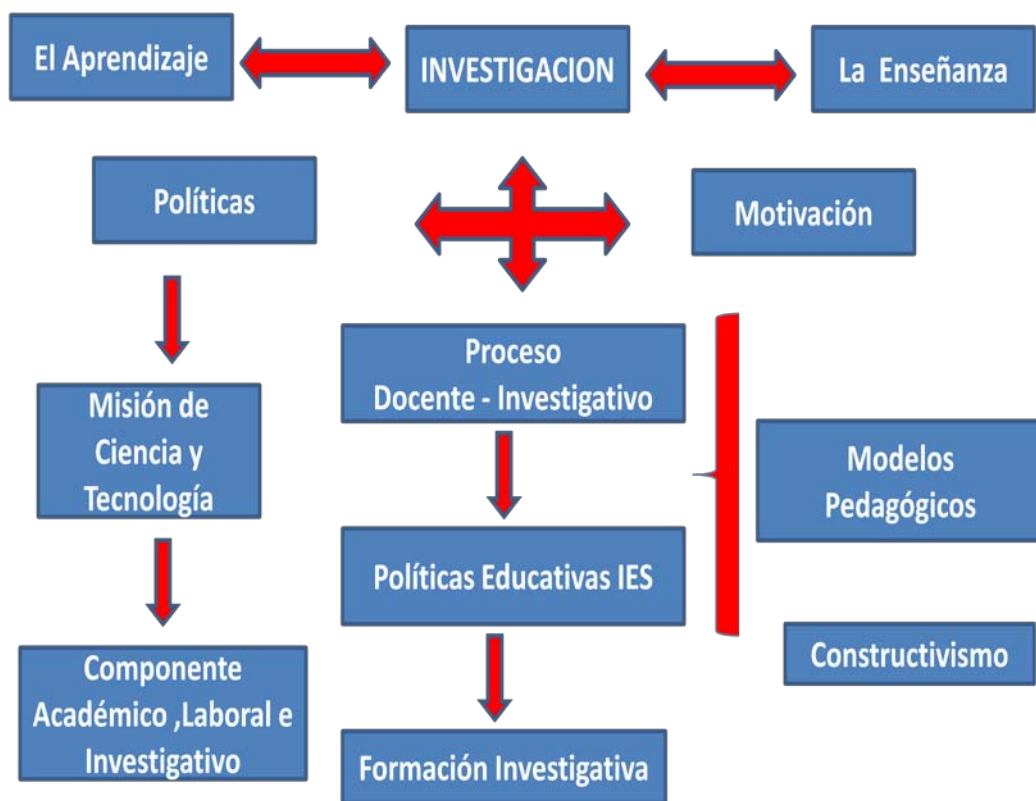 El Aprendizaje
INVESTIGACION
La Enseñanza
Políticas
Motivación
Proceso
Docente - Investigativo
Misión de
Ciencia y
Tecnología
Modelos
Pedagógicos
Políticas Educativas IES
Componente
Académico ,Laboral e
Investigativo
Constructivismo
Formación Investigativa